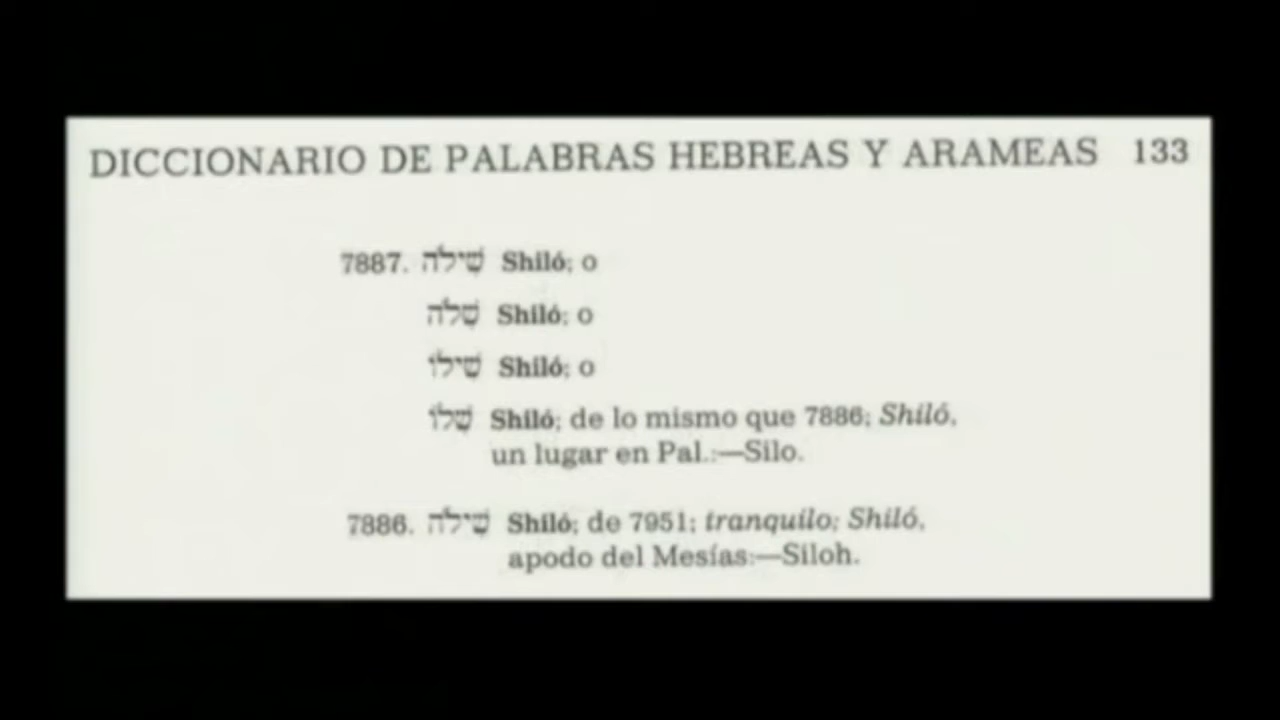 DICCIONARIO DE PALABRAS HEBREAS Y ARAMEAS 133
7887. שִׁילֹה Shiló; o
שִׁלֹה Shiló; o
שִׁילוֹ Shiló; o
שִׁלוֹ Shiló; de lo mismo que 7886; Shiló,
un lugar en Pal.:—Silo.
7886. שִׁילֹה Shiló; de 7951; tranquilo; Shiló,
apodo del Mesías:—Siloh.